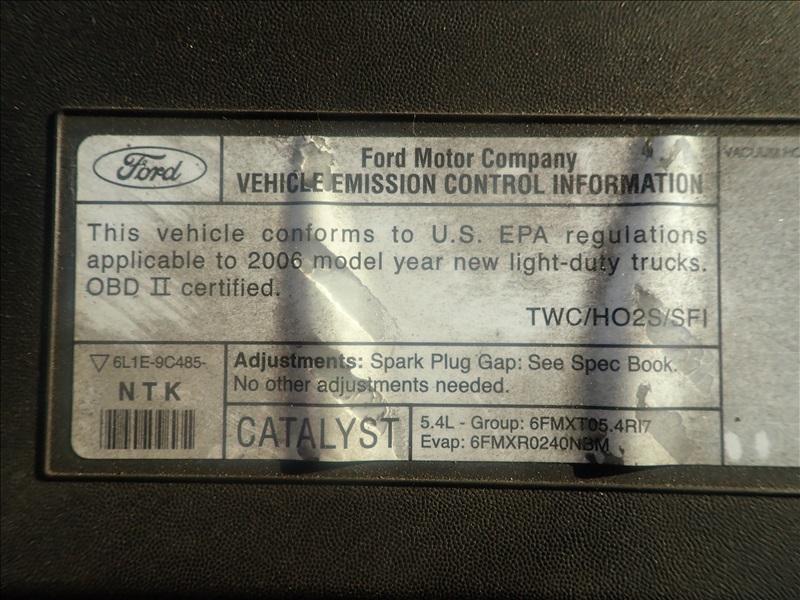 Ford
Ford Motor Company
VEHICLE EMISSION CONTROL INFORMATION
This vehicle conforms to U.S. EPA regulations
applicable to 2006 model year new light-duty trucks.
OBD II certified.
TWC/HO2S/SFI
6L1E-9C485-
NTK
Adjustments: Spark Plug Gap: See Spec Book.
No other adjustments needed.
CATALYST
5.4L - Group: 6FMXT05.4RI7
Evap: 6FMXR0240NBM
VACUUM